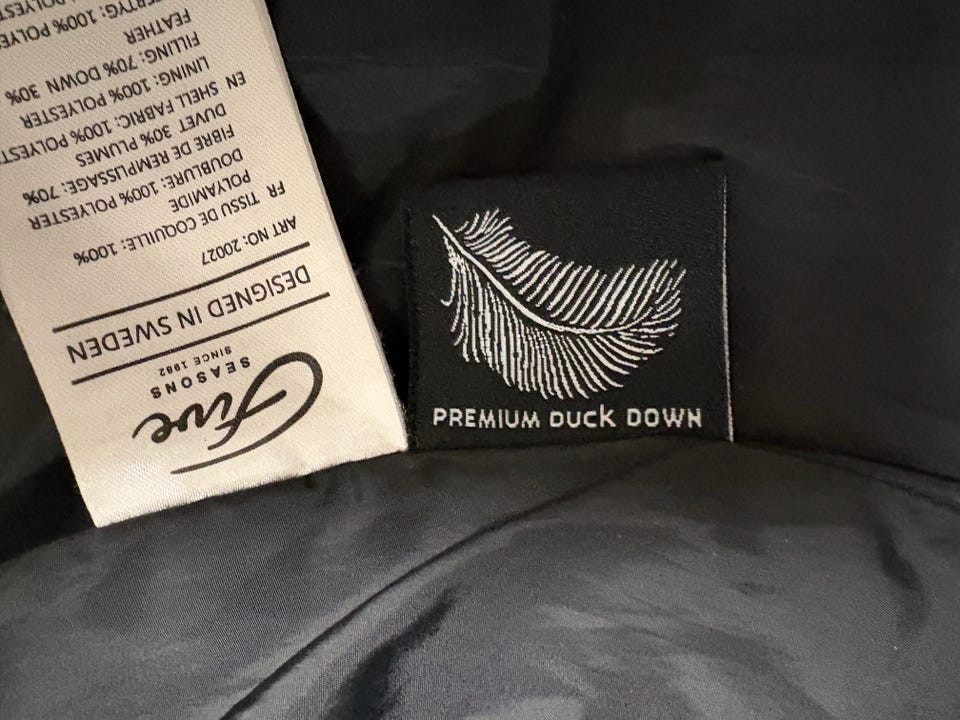 Five
SEASONS
SINCE 1982
DESIGNED IN SWEDEN
ART NO: 20027
FR TISSU DE COQUILLE: 100%
POLYAMIDE
DOUBLURE: 100% POLYESTER
FIBRE DE REMPLISSAGE: 70%
DUVET 30% PLUMES
EN SHELL FABRIC: 100%
LINING: 100% POLYESTER
FILLING: 70% DOWN 30%
FEATHER
100%
PREMIUM DUCK DOWN